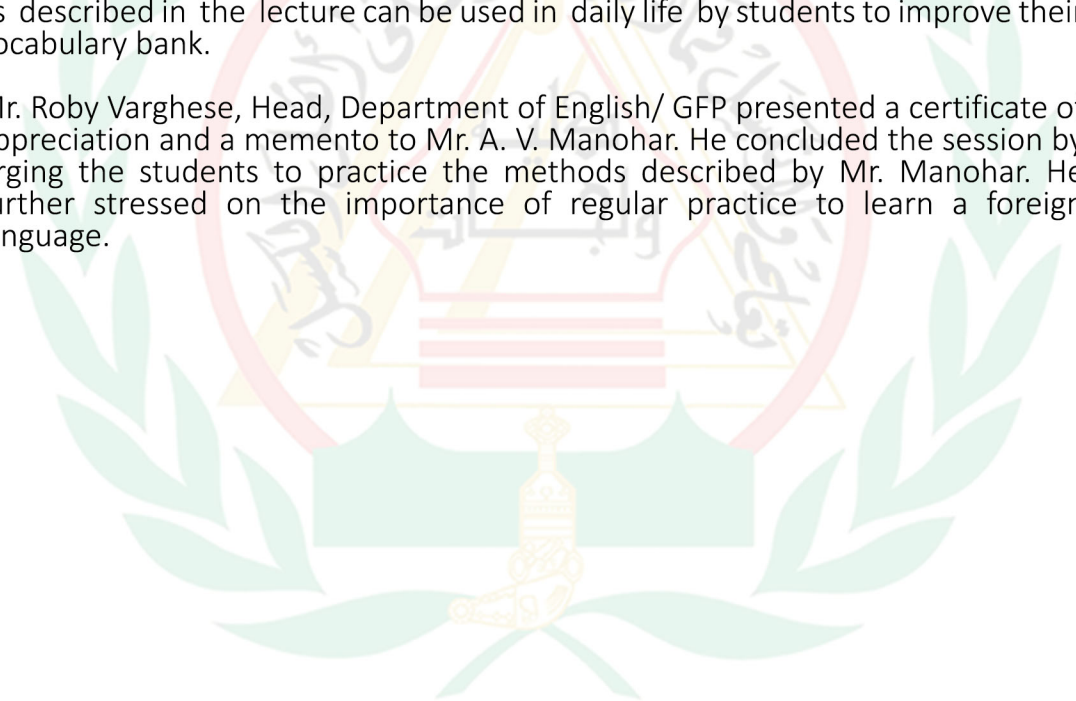 s described in the lecture can be used in daily life by students to improve their
ocabulary bank.
r. Roby Varghese, Head, Department of English/ GFP presented a certificate of
ppreciation and a memento to Mr. A. V. Manohar. He concluded the session by
rging the students to practice the methods described by Mr. Manohar. He
urther stressed on the importance of regular practice to learn a foreign
nguage.